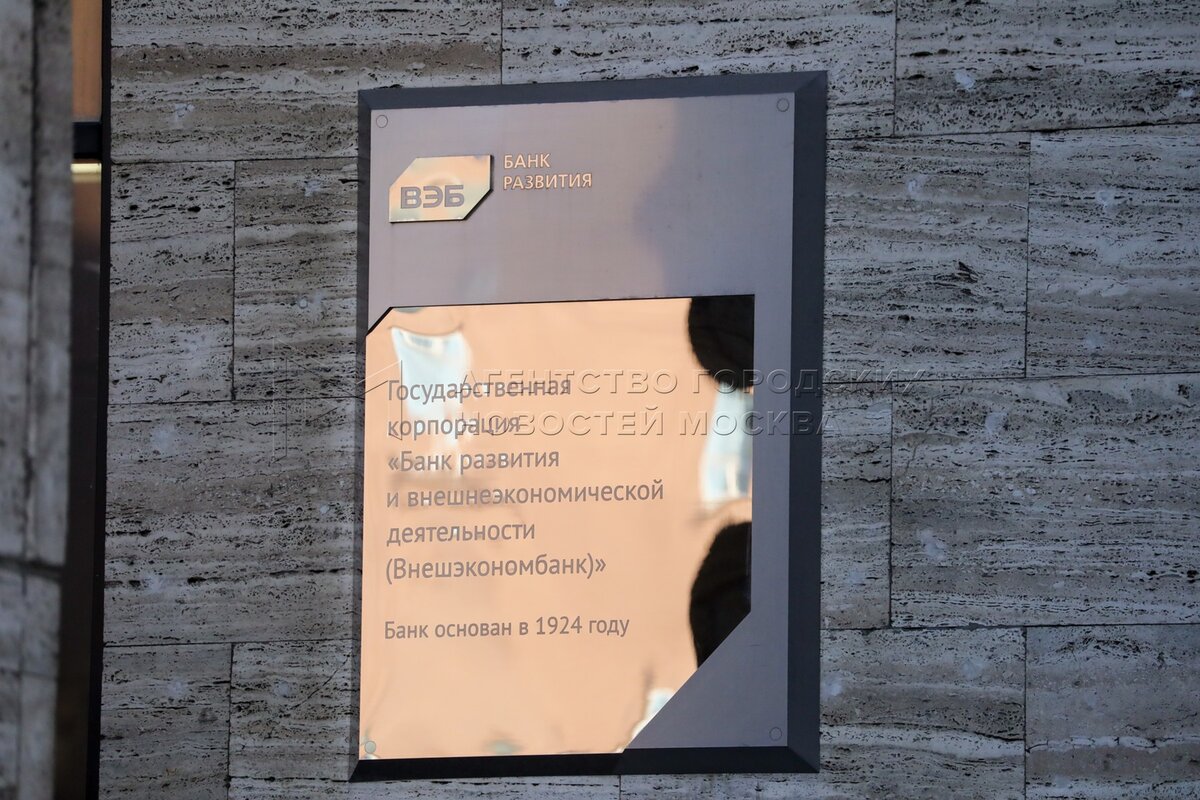 ВЭБ
БАНК
РАЗВИТИЯ
Государственная
корпорация
«Банк развития
и внешнеэкономической
деятельности
(Внешэкономбанк)»
Банк основан в 1924 году
АГЕНТСТВО ГОРОДСКИХ
НОВОСТЕЙ МОСКВА